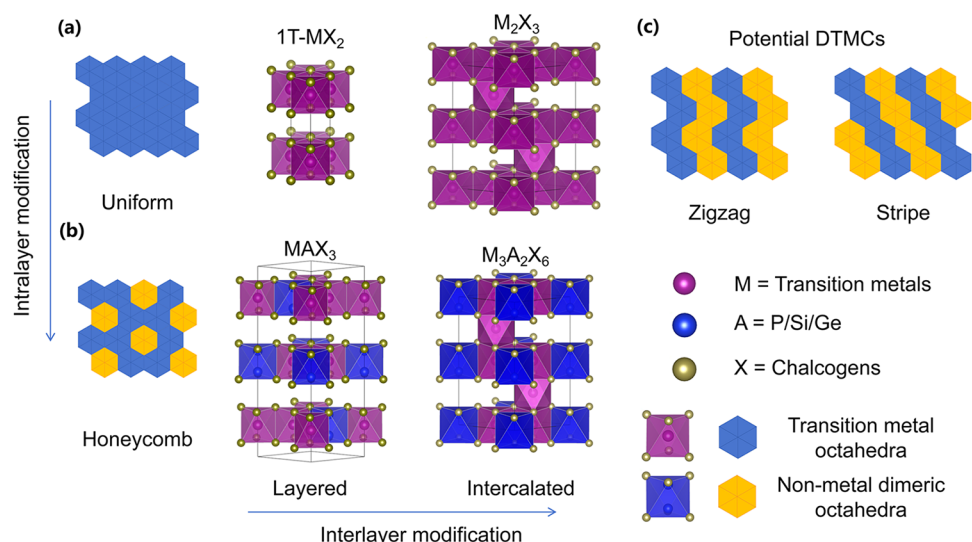 (a)
1T-MX₂
M₂X₃
(c)
Potential DTMCs
Intralayer modification
Uniform
Zigzag
Stripe
(b)
MAX₃
M₃A₂X₆
M = Transition metals
A = P/Si/Ge
X = Chalcogens
Honeycomb
Transition metal
octahedra
Layered
Intercalated
Non-metal dimeric
octahedra
Interlayer modification